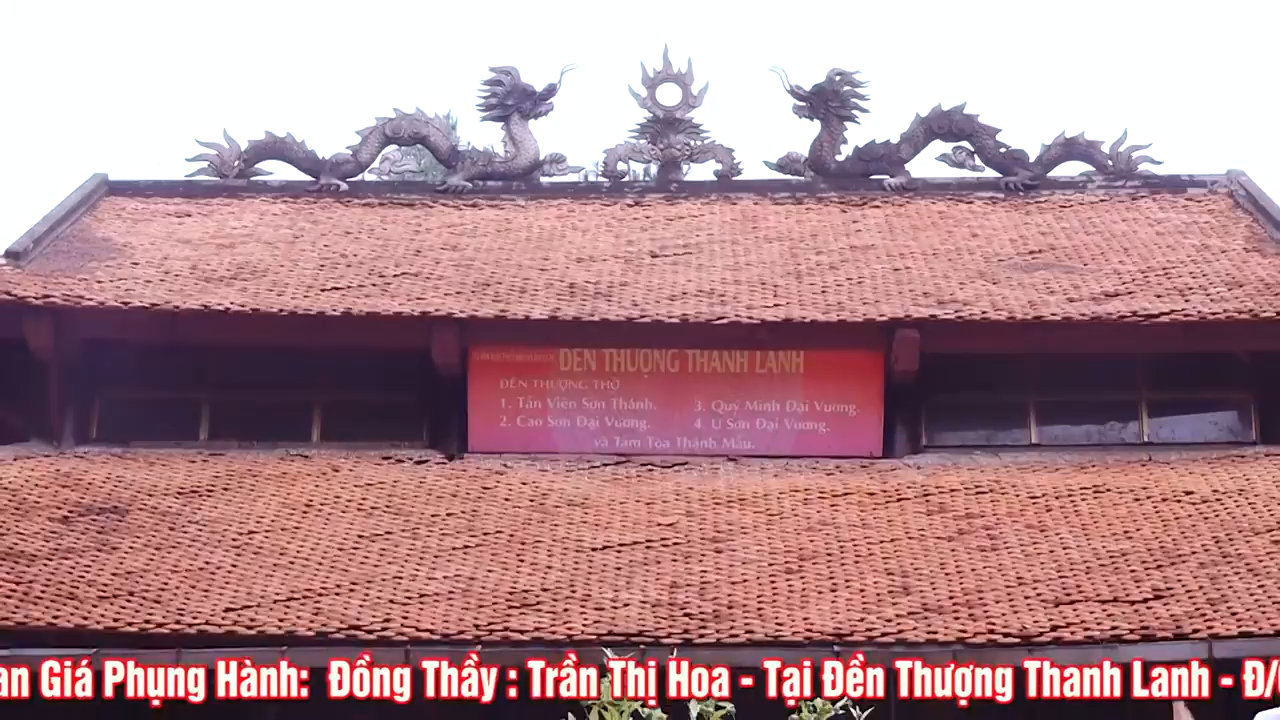 ĐỀN THƯỢNG THANH LANH
ĐỀN THƯỢNG THỜ
1. Tản Viên Sơn Thánh.
3. Quý Minh Đại Vương.
2. Cao Sơn Đại Vương.
4. U Sơn Đại Vương.
và Tam Tòa Thánh Mẫu.
an Giá Phụng Hành: Đồng Thầy : Trần Thị Hoa - Tại Đền Thượng Thanh Lanh - Đ/